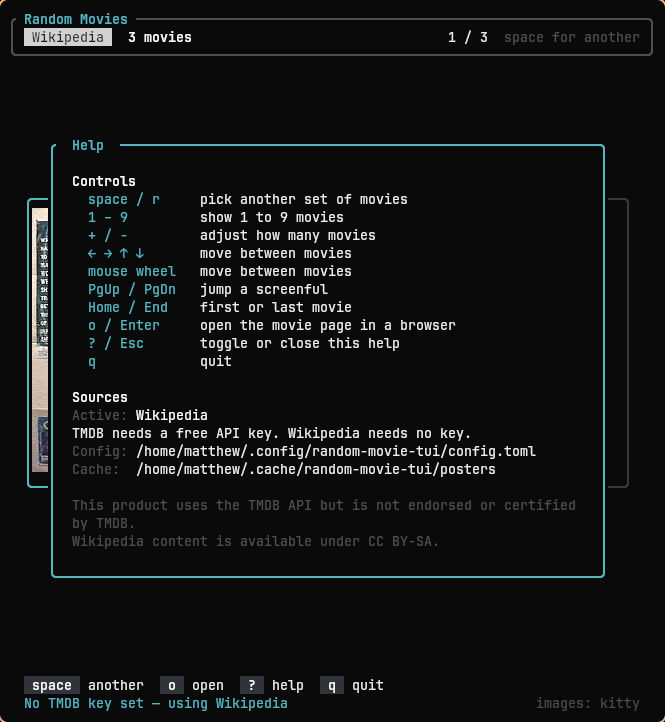 Random Movies
Wikipedia 3 movies 1 / 3 space for another
Help
Controls
space / r pick another set of movies
1 – 9 show 1 to 9 movies
+ / - adjust how many movies
← → ↑ ↓ move between movies
mouse wheel move between movies
PgUp / PgDn jump a screenful
Home / End first or last movie
o / Enter open the movie page in a browser
? / Esc toggle or close this help
q quit
Sources
Active: Wikipedia
TMDB needs a free API key. Wikipedia needs no key.
Config: /home/matthew/.config/random-movie-tui/config.toml
Cache: /home/matthew/.cache/random-movie-tui/posters
This product uses the TMDB API but is not endorsed or certified
by TMDB.
Wikipedia content is available under CC BY-SA.
space another o open ? help q quit
No TMDB key set — using Wikipedia images: kitty